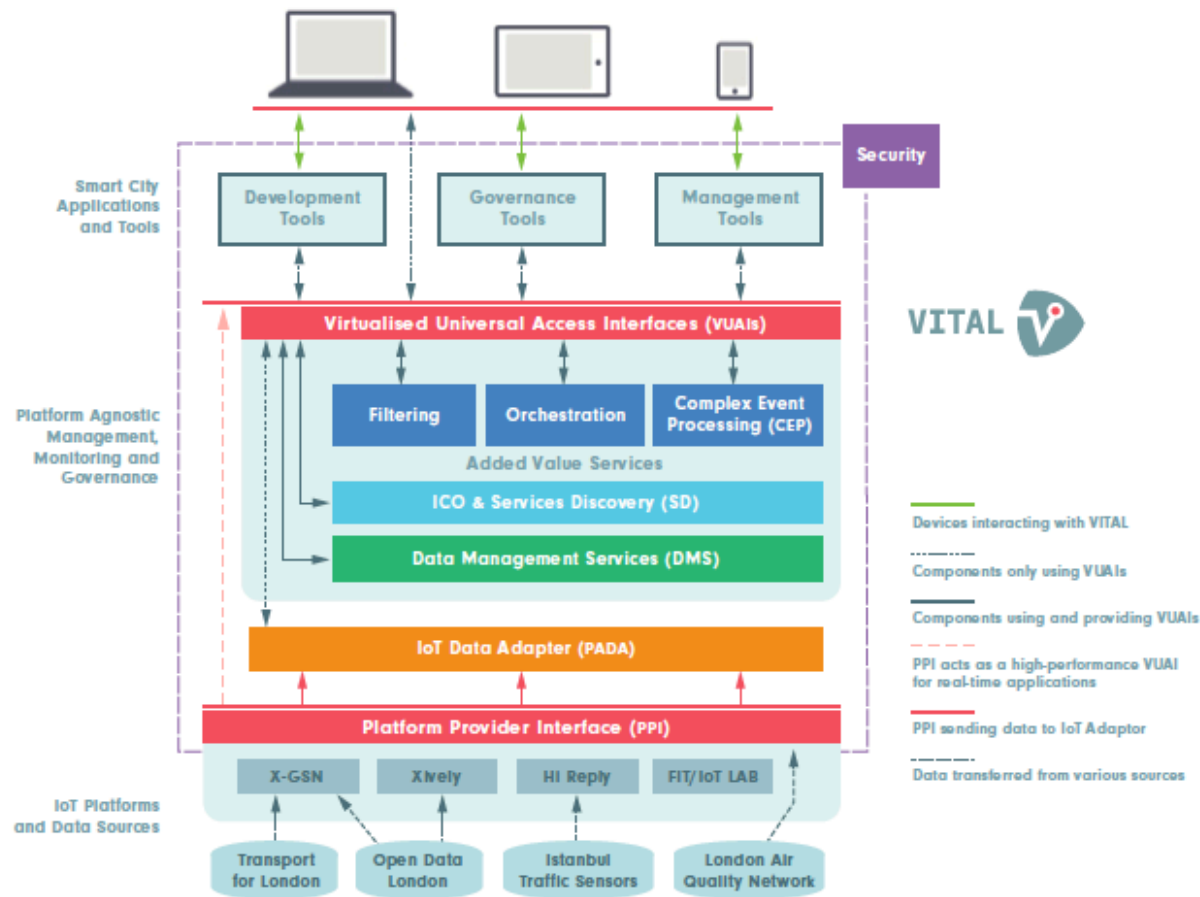 Security
Smart City
Applications
and Tools
Development
Tools
Governance
Tools
Management
Tools
Virtualised Universal Access Interfaces (VUAIs)
VITAL
Platform Agnostic
Management,
Monitoring and
Governance
Filtering
Orchestration
Complex Event
Processing (CEP)
Added Value Services
ICO & Services Discovery (SD)
Data Management Services (DMS)
IoT Data Adapter (PADA)
Platform Provider Interface (PPI)
X-GSN
Xively
Hi Reply
FIT/IoT LAB
IoT Platforms
and Data Sources
Transport
for London
Open Data
London
Istanbul
Traffic Sensors
London Air
Quality Network
Devices interacting with VITAL
Components only using VUAIs
Components using and providing VUAIs
PPI acts as a high-performance VUAI
for real-time applications
PPI sending data to IoT Adaptor
Data transferred from various sources